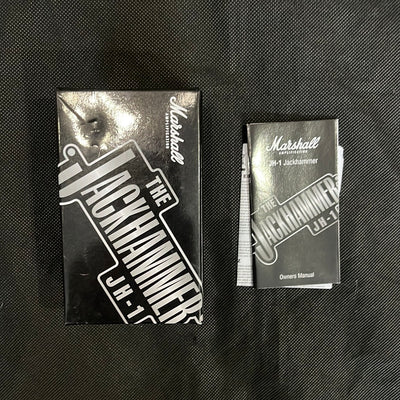 Marshall
AMPLIFICATION
THE
JACKHAMMER
JH-1
Marshall
AMPLIFICATION
JH-1 Jackhammer
THE
JACKHAMMER
JH-1
Owners Manual